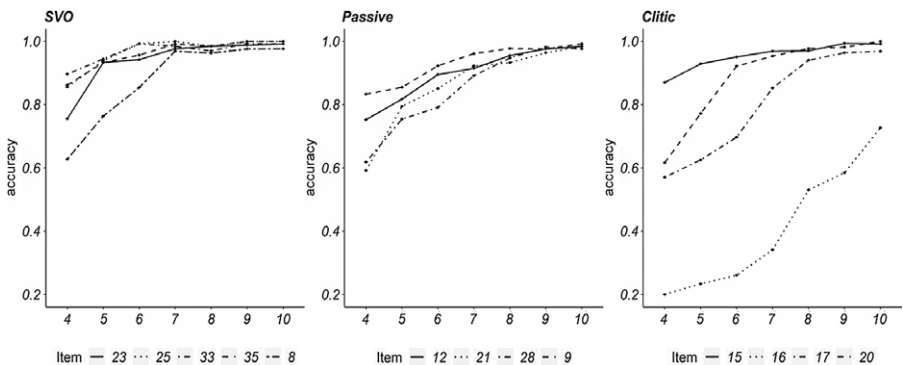 SVO Passive Clitic
1.0 1.0 1.0
0.8 0.8 0.8
accuracy accuracy accuracy
0.6 0.6 0.6
0.4 0.4 0.4
0.2 0.2 0.2
4 5 6 7 8 9 10 4 5 6 7 8 9 10 4 5 6 7 8 9 10
Item 23 25 33 35 8 Item 12 21 28 9 Item 15 16 17 20